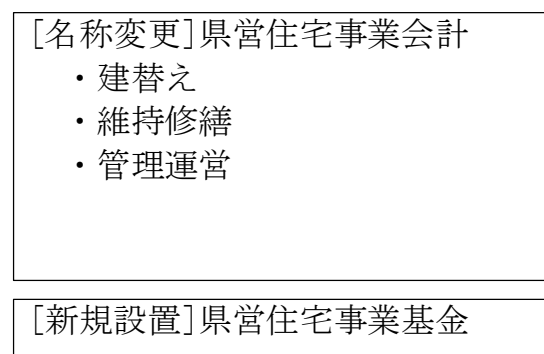 [名称変更]県営住宅事業会計
・建替え
・維持修繕
・管理運営
[新規設置]県営住宅事業基金